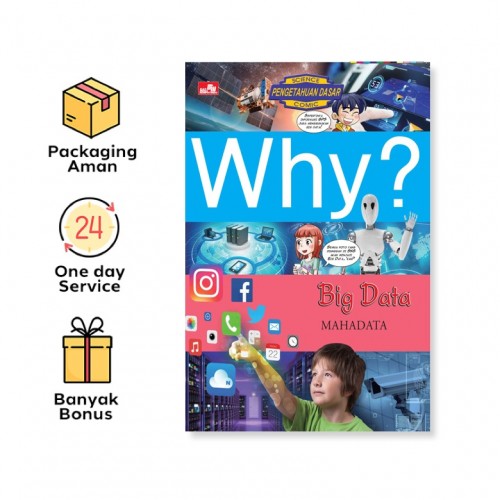 Packaging
Aman
24
One day
Service
Banyak
Bonus
SCIENCE
PENGETAHUAN DASAR
COMIC
Why?
Big Data
MAHADATA